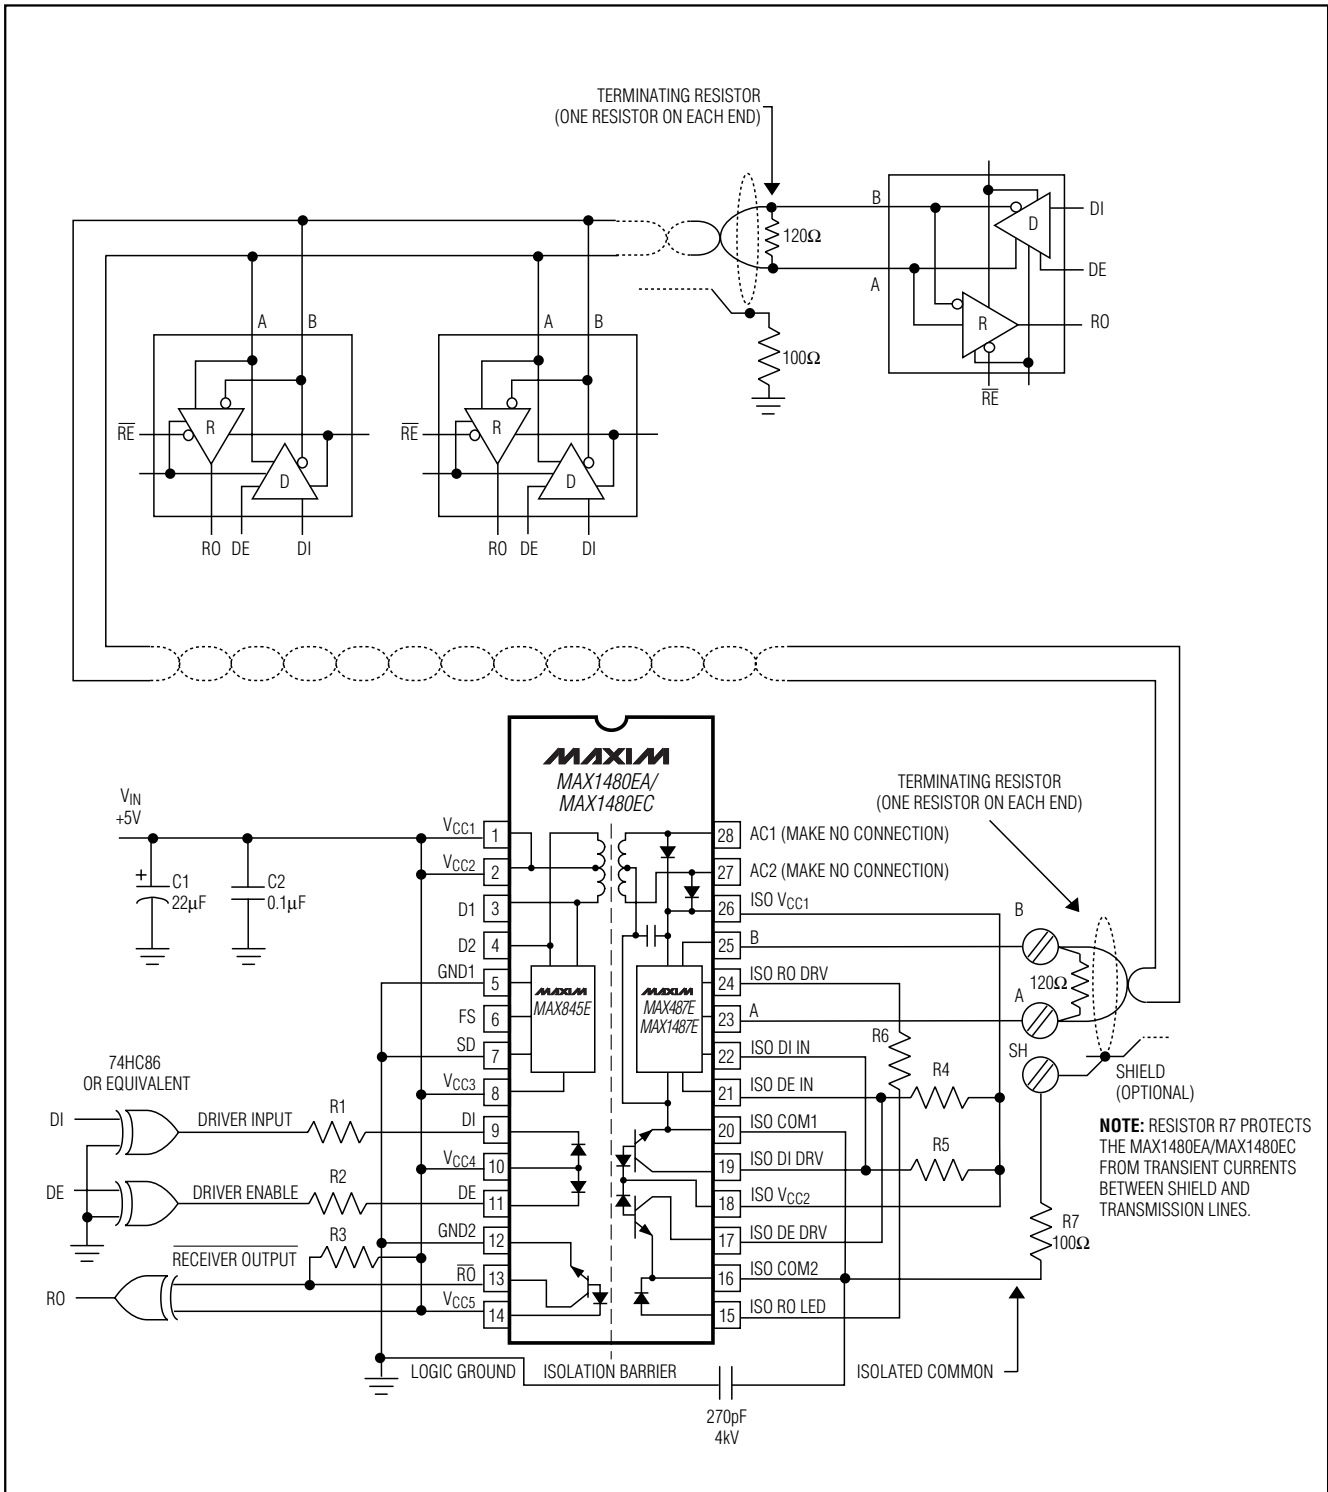 TERMINATING RESISTOR
(ONE RESISTOR ON EACH END)
B
DI
D
120Ω
DE
A
R
RO
A B
A B
100Ω
RE
RE
R
D
RE
R
D
RO DE DI
RO DE DI
MAXIM
MAX1480EA/
MAX1480EC
TERMINATING RESISTOR
(ONE RESISTOR ON EACH END)
VIN
+5V
VCC1
1
28
AC1 (MAKE NO CONNECTION)
VCC2
2
27
AC2 (MAKE NO CONNECTION)
+
C1
22µF
C2
0.1µF
D1
3
26
ISO VCC1
B
D2
4
25
B
GND1
5
24
ISO RO DRV
120Ω
MAXIM
MAX845E
MAXIM
MAX487E
MAX1487E
A
FS
6
23
A
R6
SD
7
22
ISO DI IN
SH
74HC86
OR EQUIVALENT
R4
SHIELD
(OPTIONAL)
VCC3
8
21
ISO DE IN
DI
DRIVER INPUT
R1
DI
9
20
ISO COM1
NOTE: RESISTOR R7 PROTECTS
THE MAX1480EA/MAX1480EC
FROM TRANSIENT CURRENTS
BETWEEN SHIELD AND
TRANSMISSION LINES.
R5
VCC4
10
19
ISO DI DRV
DE
DRIVER ENABLE
R2
DE
11
18
ISO VCC2
R3
GND2
12
17
ISO DE DRV
R7
100Ω
RECEIVER OUTPUT
RO
13
16
ISO COM2
RO
VCC5
14
15
ISO RO LED
LOGIC GROUND
ISOLATION BARRIER
ISOLATED COMMON
270pF
4kV